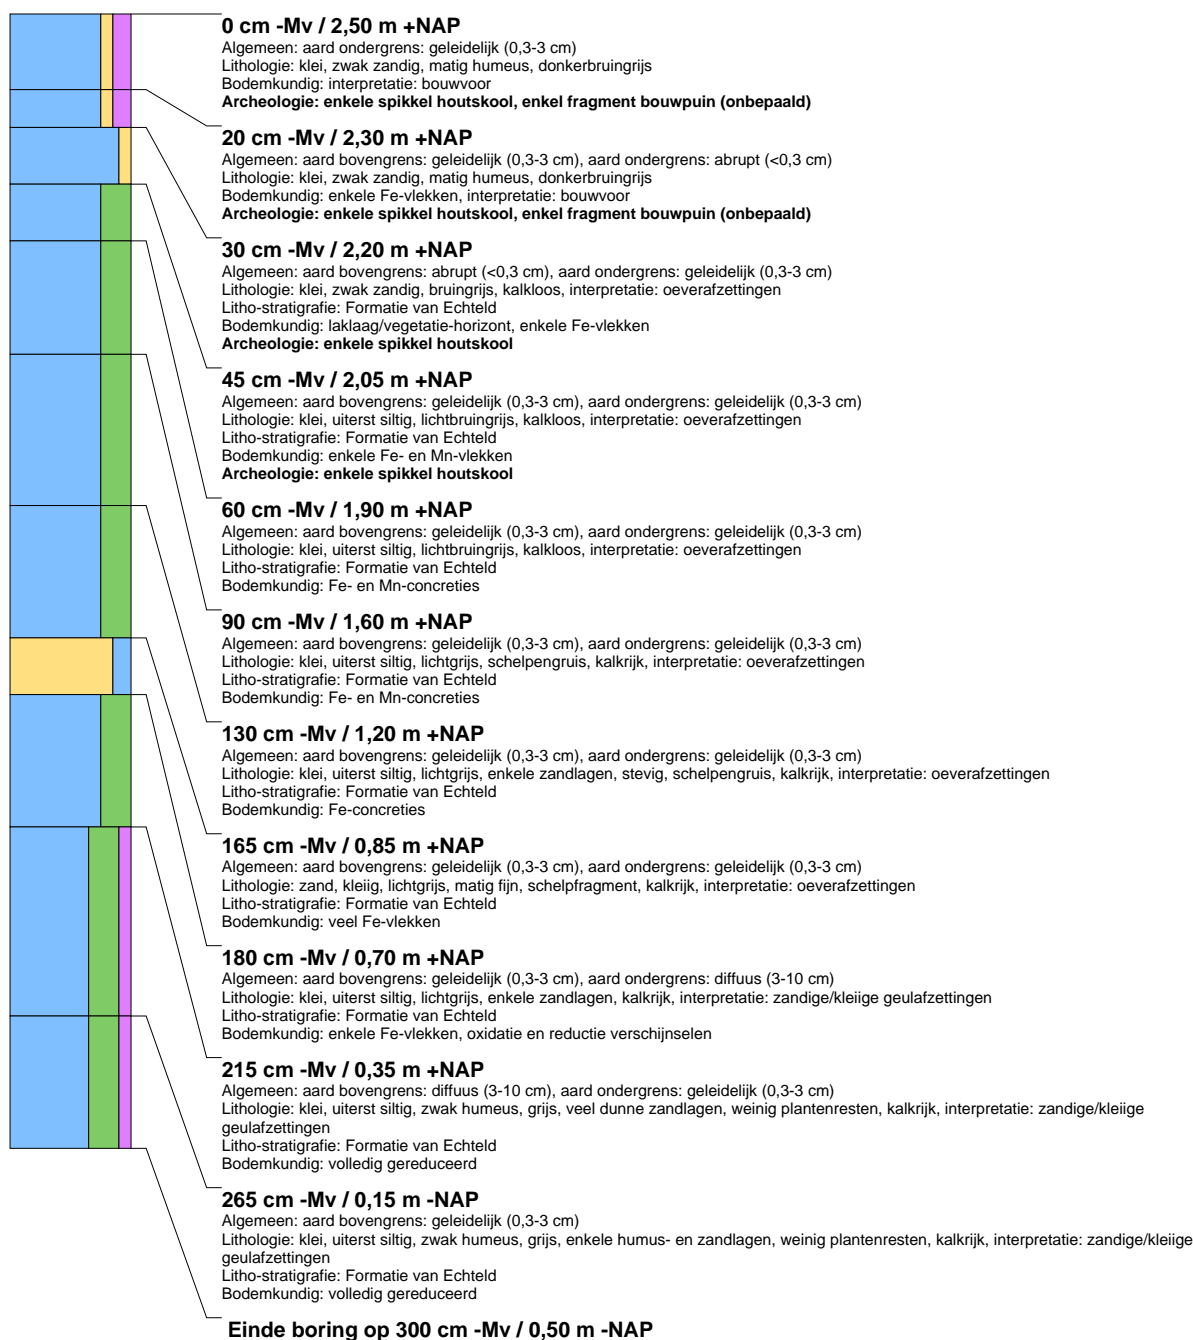 0 cm -Mv / 2,50 m +NAP
Algemeen: aard ondergrens: geleidelijk (0,3-3 cm)
Lithologie: klei, zwak zandig, matig humeus, donkerbruingrijs
Bodemkundig: interpretatie: bouwvoor
Archeologie: enkele spikkel houtskool, enkel fragment bouwpuin (onbepaald)
20 cm -Mv / 2,30 m +NAP
Algemeen: aard bovengrens: geleidelijk (0,3-3 cm), aard ondergrens: abrupt (<0,3 cm)
Lithologie: klei, zwak zandig, matig humeus, donkerbruingrijs
Bodemkundig: enkele Fe-vlekken, interpretatie: bouwvoor
Archeologie: enkele spikkel houtskool, enkel fragment bouwpuin (onbepaald)
30 cm -Mv / 2,20 m +NAP
Algemeen: aard bovengrens: abrupt (<0,3 cm), aard ondergrens: geleidelijk (0,3-3 cm)
Lithologie: klei, zwak zandig, bruingrijs, kalkloos, interpretatie: oeverafzettingen
Litho-stratigrafie: Formatie van Echteld
Bodemkundig: laklaag/vegetatie-horizont, enkele Fe-vlekken
Archeologie: enkele spikkel houtskool
45 cm -Mv / 2,05 m +NAP
Algemeen: aard bovengrens: geleidelijk (0,3-3 cm), aard ondergrens: geleidelijk (0,3-3 cm)
Lithologie: klei, uiterst siltig, lichtbruingrijs, kalkloos, interpretatie: oeverafzettingen
Litho-stratigrafie: Formatie van Echteld
Bodemkundig: enkele Fe- en Mn-vlekken
Archeologie: enkele spikkel houtskool
60 cm -Mv / 1,90 m +NAP
Algemeen: aard bovengrens: geleidelijk (0,3-3 cm), aard ondergrens: geleidelijk (0,3-3 cm)
Lithologie: klei, uiterst siltig, lichtbruingrijs, kalkloos, interpretatie: oeverafzettingen
Litho-stratigrafie: Formatie van Echteld
Bodemkundig: Fe- en Mn-concreties
90 cm -Mv / 1,60 m +NAP
Algemeen: aard bovengrens: geleidelijk (0,3-3 cm), aard ondergrens: geleidelijk (0,3-3 cm)
Lithologie: klei, uiterst siltig, lichtgrijs, schelpengruis, kalkrijk, interpretatie: oeverafzettingen
Litho-stratigrafie: Formatie van Echteld
Bodemkundig: Fe- en Mn-concreties
130 cm -Mv / 1,20 m +NAP
Algemeen: aard bovengrens: geleidelijk (0,3-3 cm), aard ondergrens: geleidelijk (0,3-3 cm)
Lithologie: klei, uiterst siltig, lichtgrijs, enkele zandlagen, stevig, schelpengruis, kalkrijk, interpretatie: oeverafzettingen
Litho-stratigrafie: Formatie van Echteld
Bodemkundig: Fe-concreties
165 cm -Mv / 0,85 m +NAP
Algemeen: aard bovengrens: geleidelijk (0,3-3 cm), aard ondergrens: geleidelijk (0,3-3 cm)
Lithologie: zand, kleiig, lichtgrijs, matig fijn, schelpfragment, kalkrijk, interpretatie: oeverafzettingen
Litho-stratigrafie: Formatie van Echteld
Bodemkundig: veel Fe-vlekken
180 cm -Mv / 0,70 m +NAP
Algemeen: aard bovengrens: geleidelijk (0,3-3 cm), aard ondergrens: diffuus (3-10 cm)
Lithologie: klei, uiterst siltig, lichtgrijs, enkele zandlagen, kalkrijk, interpretatie: zandige/kleiige geulafzettingen
Litho-stratigrafie: Formatie van Echteld
Bodemkundig: enkele Fe-vlekken, oxidatie en reductie verschijnselen
215 cm -Mv / 0,35 m +NAP
Algemeen: aard bovengrens: diffuus (3-10 cm), aard ondergrens: geleidelijk (0,3-3 cm)
Lithologie: klei, uiterst siltig, zwak humeus, grijs, veel dunne zandlagen, weinig plantenresten, kalkrijk, interpretatie: zandige/kleiige
geulafzettingen
Litho-stratigrafie: Formatie van Echteld
Bodemkundig: volledig gereduceerd
265 cm -Mv / 0,15 m -NAP
Algemeen: aard bovengrens: geleidelijk (0,3-3 cm)
Lithologie: klei, uiterst siltig, zwak humeus, grijs, enkele humus- en zandlagen, weinig plantenresten, kalkrijk, interpretatie: zandige/kleiige
geulafzettingen
Litho-stratigrafie: Formatie van Echteld
Bodemkundig: volledig gereduceerd
Einde boring op 300 cm -Mv / 0,50 m -NAP